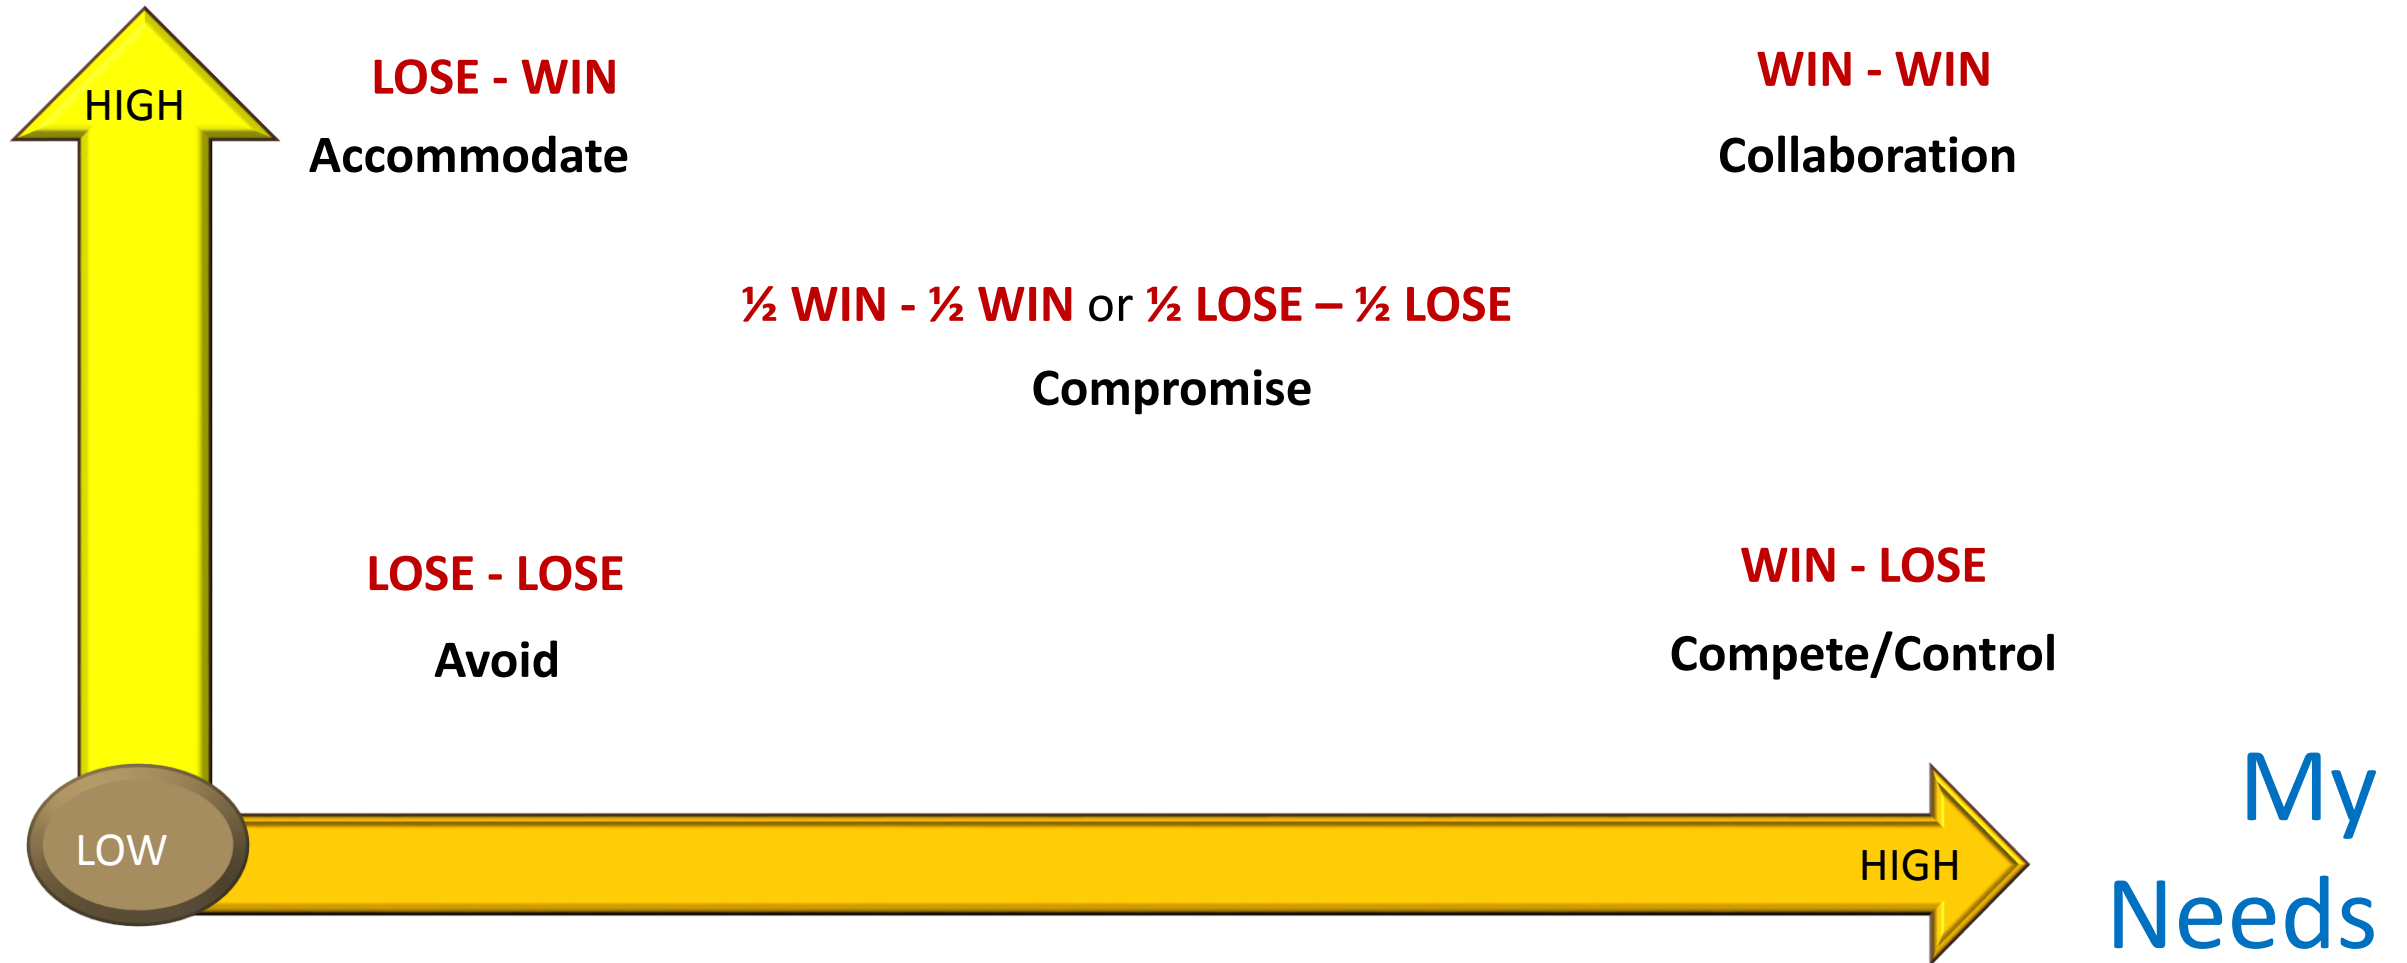 HIGH
LOSE - WIN
Accommodate
WIN - WIN
Collaboration
½ WIN - ½ WIN or ½ LOSE – ½ LOSE
Compromise
LOSE - LOSE
Avoid
WIN - LOSE
Compete/Control
LOW
HIGH
My
Needs